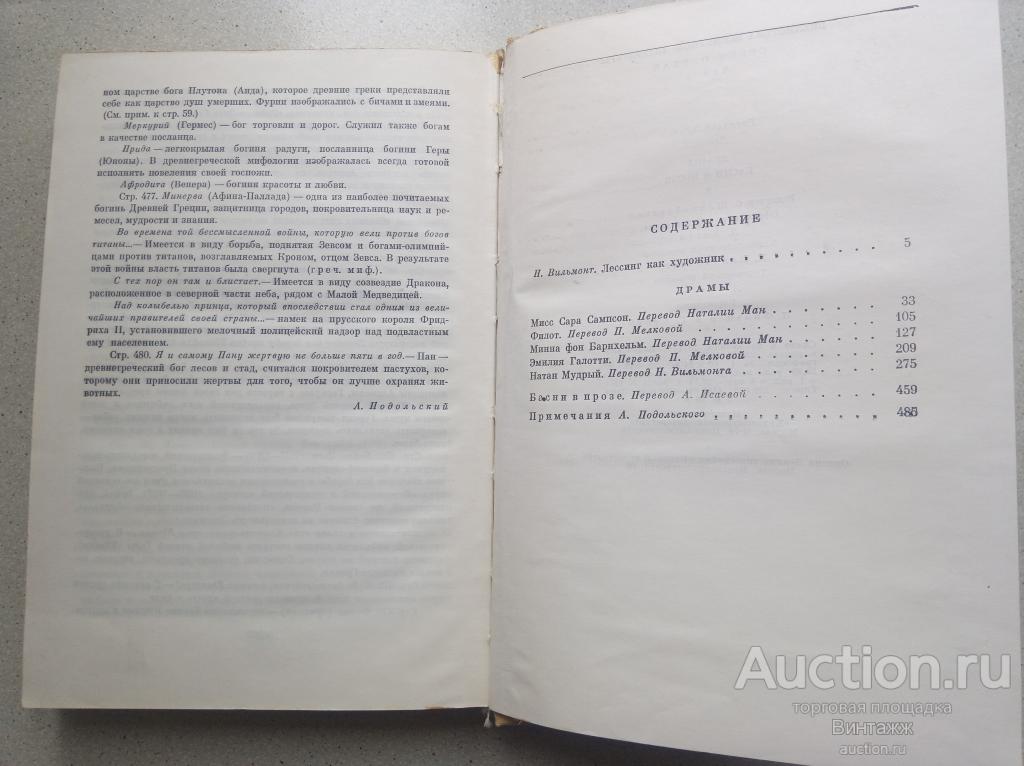 ном царстве бога Плутона (Аида), которое древние греки представляли
себе как царство душ умерших. Фурии изображались с бичами и змеями.
(См. прим. к стр. 59.)
Меркурий (Гермес) — бог торговли и дорог. Служил также богам
в качестве посланца.
Ирида — легкокрылая богиня радуги, посланница богини Геры
(Юноны). В древнегреческой мифологии изображалась всегда готовой
исполнять повеления своей госпожи.
Афродита (Венера) — богиня красоты и любви.
Стр. 477. Минерва (Афина-Паллада) — одна из наиболее почитаемых
богинь Древней Греции, защитница городов, покровительница наук и ре-
месел, мудрости и знания.
Во времена той бессмысленной войны, которую вели против богов
титаны...— Имеется в виду борьба, поднятая Зевсом и богами-олимпий-
цами против титанов, возглавляемых Кроном, отцом Зевса. В результате
этой войны власть титанов была свергнута (греч. миф.).
С тех пор он там и блистает.— Имеется в виду созвездие Дракона,
расположенное в северной части неба, рядом с Малой Медведицей.
Над колыбелью принца, который впоследствии стал одним из вели-
чайших правителей своей страны...— намек на прусского короля Фрид-
риха II, установившего мелочный полицейский надзор над подвластным
ему населением.
Стр. 480. Я и самому Пану жертвую не больше пяти в год.— Пан —
древнегреческий бог лесов и стад, считался покровителем пастухов, ко-
торому они приносили жертвы для того, чтобы он лучше охранял жи-
вотных.
А. Подольский
СОДЕРЖАНИЕ
Н. Вильмонт. Лессинг как художник . . . . . . . . . . 5
ДРАМЫ
Мисс Сара Сампсон. Перевод Наталии Ман . . . . . . . 33
Филот. Перевод П. Мелковой . . . . . . . . . . 105
Минна фон Барнхельм. Перевод Наталии Ман . . . . . . 127
Эмилия Галотти. Перевод П. Мелковой . . . . . . . . 209
Натан Мудрый. Перевод Н. Вильмонта . . . . . . . . 275
Басни в прозе. Перевод А. Исаевой . . . . . . . . 459
Примечания А. Подольского . . . . . . . . . . 485
Auction.ru
торговая площадка
Винтажж
auction.ru